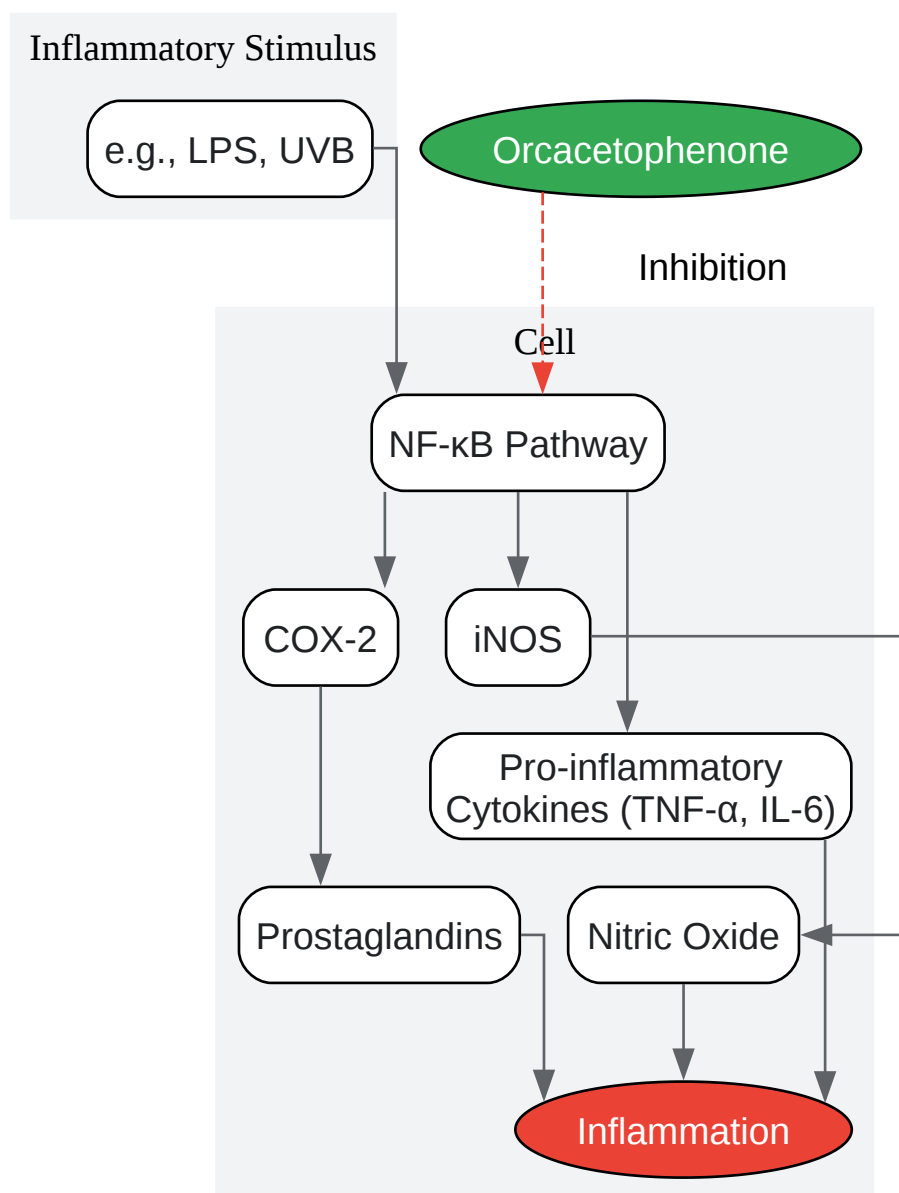 Inflammatory Stimulus
e.g., LPS, UVB
Orcacetophenone
Inhibition
Cell
NF-κB Pathway
COX-2
iNOS
Pro-inflammatory
Cytokines (TNF-α, IL-6)
Prostaglandins
Nitric Oxide
Inflammation